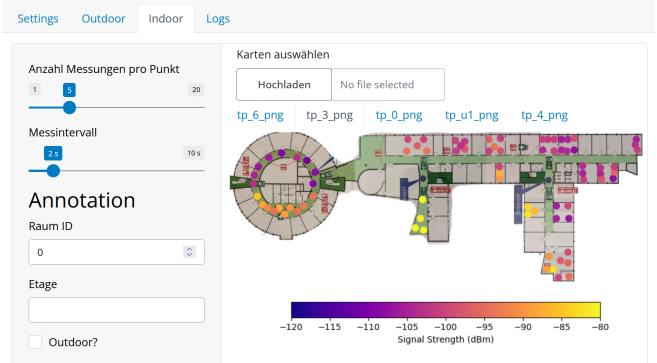 Settings Outdoor Indoor Logs
Karten auswählen
Hochladen No file selected
tp_6_png tp_3_png tp_0_png tp_u1_png tp_4_png
Anzahl Messungen pro Punkt
1 5 20
Messintervall
2 s 10 s
Annotation
Raum ID
0
Etage
Outdoor?
−120 −115 −110 −105 −100 −95 −90 −85 −80
Signal Strength (dBm)